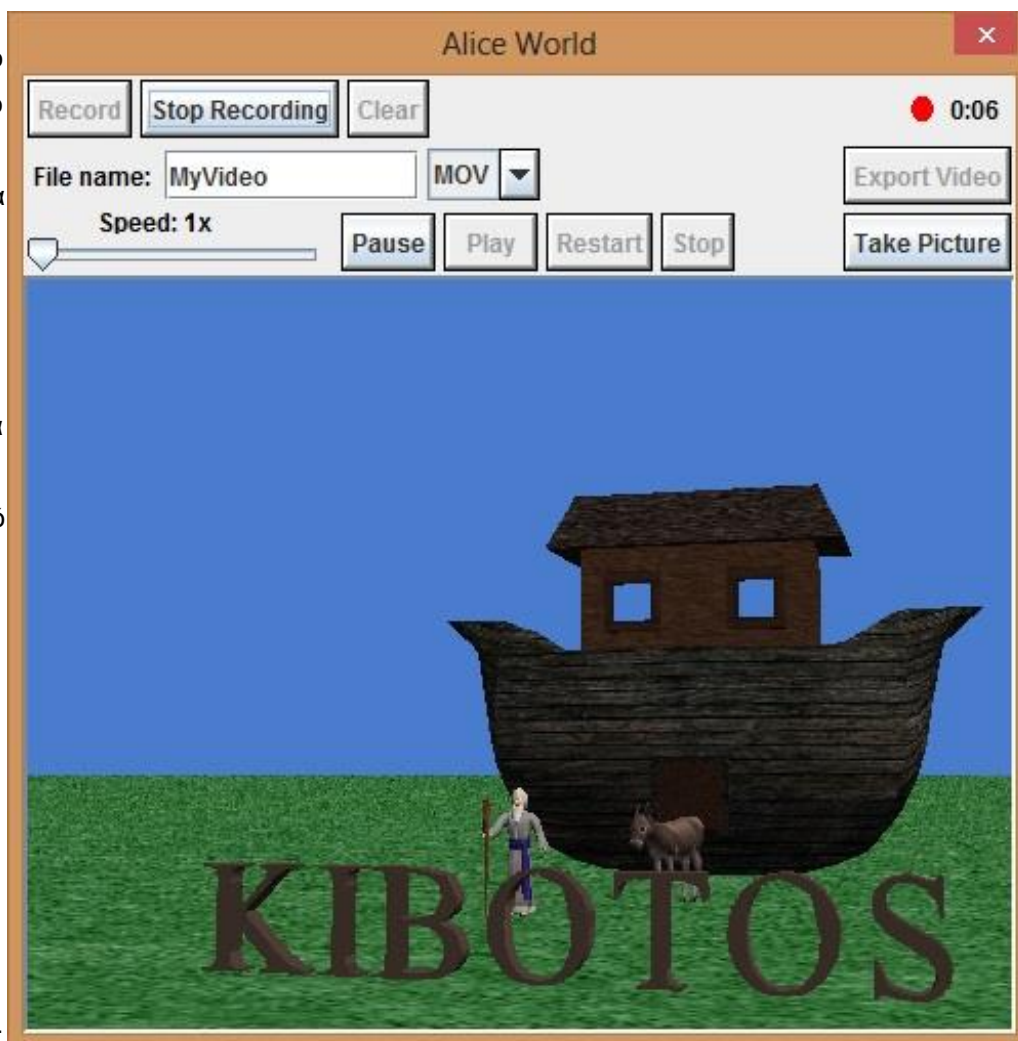 Alice World
Record Stop Recording Clear 0:06
File name: MyVideo MOV Export Video
Speed: 1x
Pause Play Restart Stop Take Picture
KIBOTOS